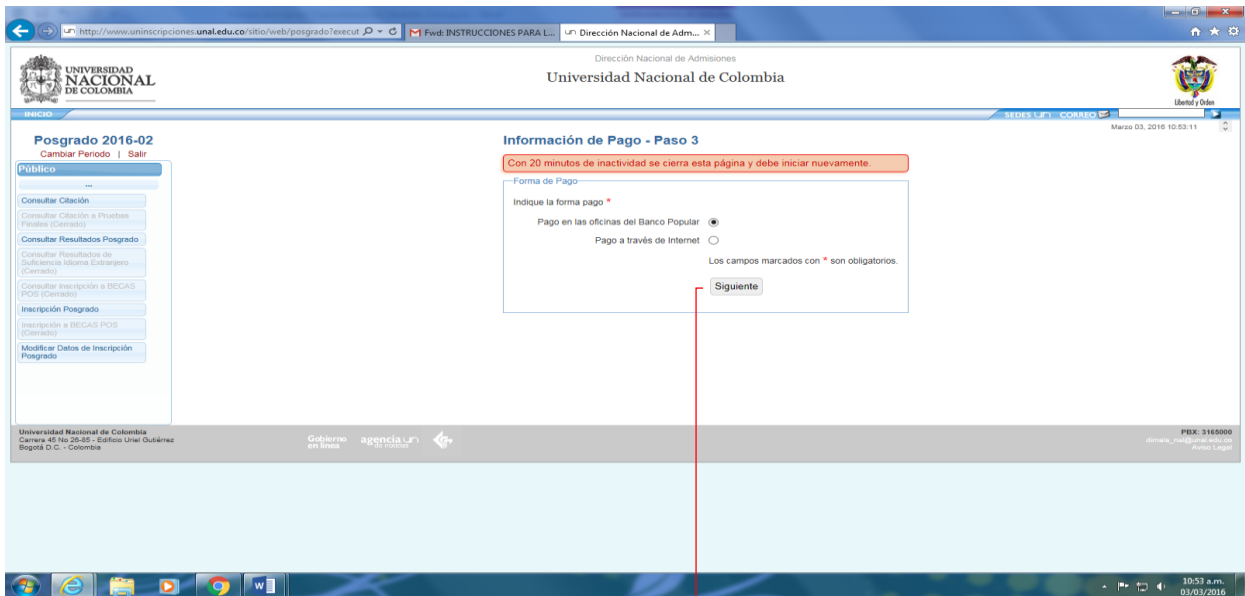 http://www.uninscripciones.unal.edu.co/sitio/web/posgrado?execut
Fwd: INSTRUCCIONES PARA L...
Dirección Nacional de Adm...
UNIVERSIDAD
NACIONAL
DE COLOMBIA
Dirección Nacional de Admisiones
Universidad Nacional de Colombia
Libertad y Orden
INICIO
SEDES UN
CORREO
Marzo 03, 2016 10:53:11
Posgrado 2016-02
Cambiar Periodo | Salir
Público
...
Consultar Citación
Consultar Citación a Pruebas
Finales (Cerrado)
Consultar Resultados Posgrado
Consultar Resultados de
Suficiencia Idioma Extranjero
(Cerrado)
Consultar Inscripción a BECAS
POS (Cerrado)
Inscripción Posgrado
Inscripción a BECAS POS
(Cerrado)
Modificar Datos de Inscripción
Posgrado
Información de Pago - Paso 3
Con 20 minutos de inactividad se cierra esta página y debe iniciar nuevamente.
Forma de Pago
Indique la forma pago *
Pago en las oficinas del Banco Popular
Pago a través de Internet
Los campos marcados con * son obligatorios.
Siguiente
Universidad Nacional de Colombia
Carrera 45 No 26-85 - Edificio Uriel Gutiérrez
Bogotá D.C. - Colombia
Gobierno
en línea
agencia un
de noticias
PBX: 3165000
Aviso Legal
10:53 a.m.
03/03/2016